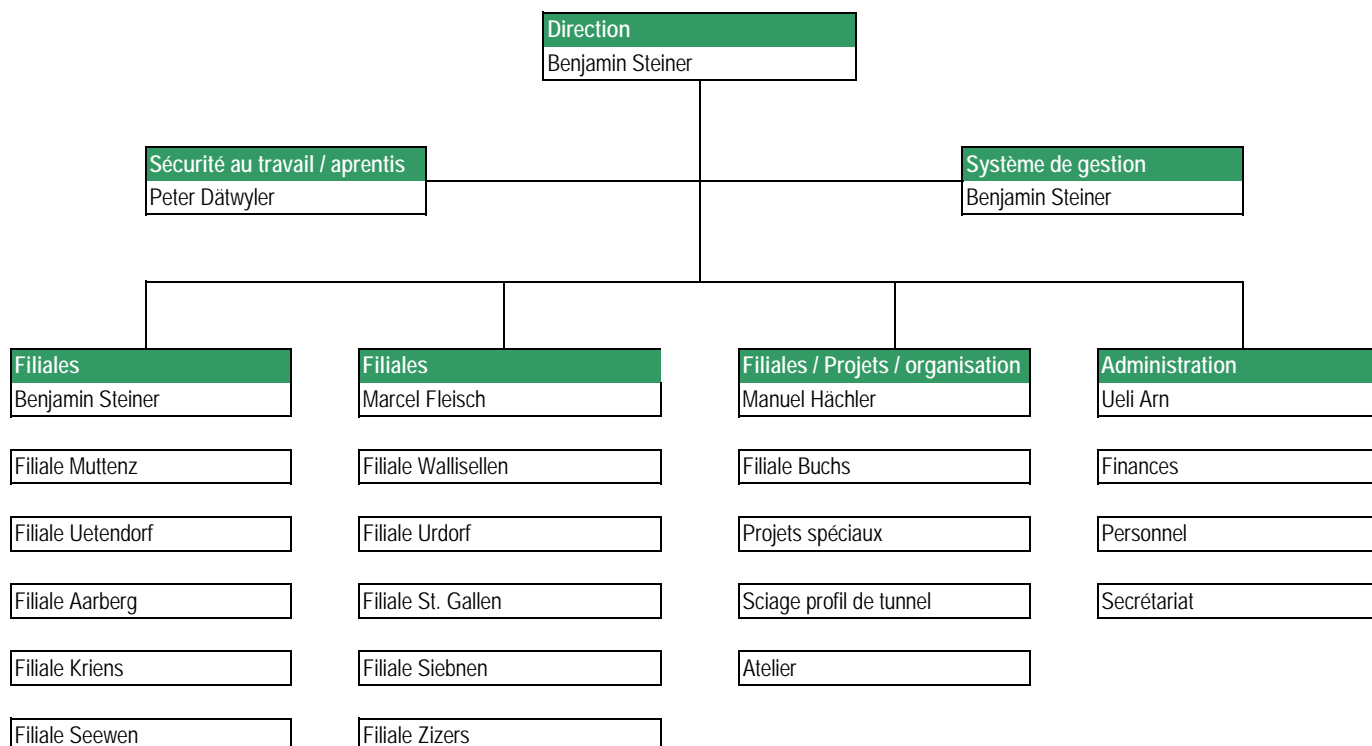 Direction
Benjamin Steiner
Sécurité au travail / aprentis
Peter Dätwyler
Système de gestion
Benjamin Steiner
Filiales
Benjamin Steiner
Filiale Muttenz
Filiale Uetendorf
Filiale Aarberg
Filiale Kriens
Filiale Seewen
Filiales
Marcel Fleisch
Filiale Wallisellen
Filiale Urdorf
Filiale St. Gallen
Filiale Siebnen
Filiale Zizers
Filiales / Projets / organisation
Manuel Hächler
Filiale Buchs
Projets spéciaux
Sciage profil de tunnel
Atelier
Administration
Ueli Arn
Finances
Personnel
Secrétariat